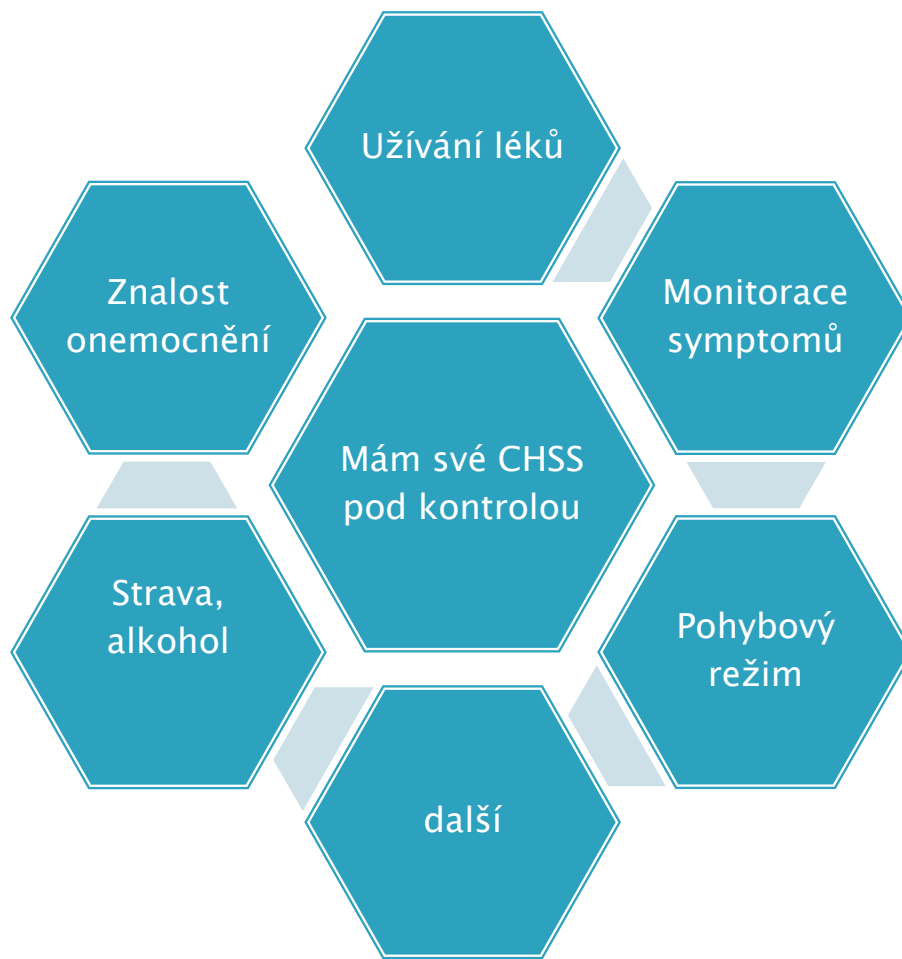 Užívání léků
Znalost
onemocnění
Monitorace
symptomů
Mám své CHSS
pod kontrolou
Strava,
alkohol
Pohybový
režim
další